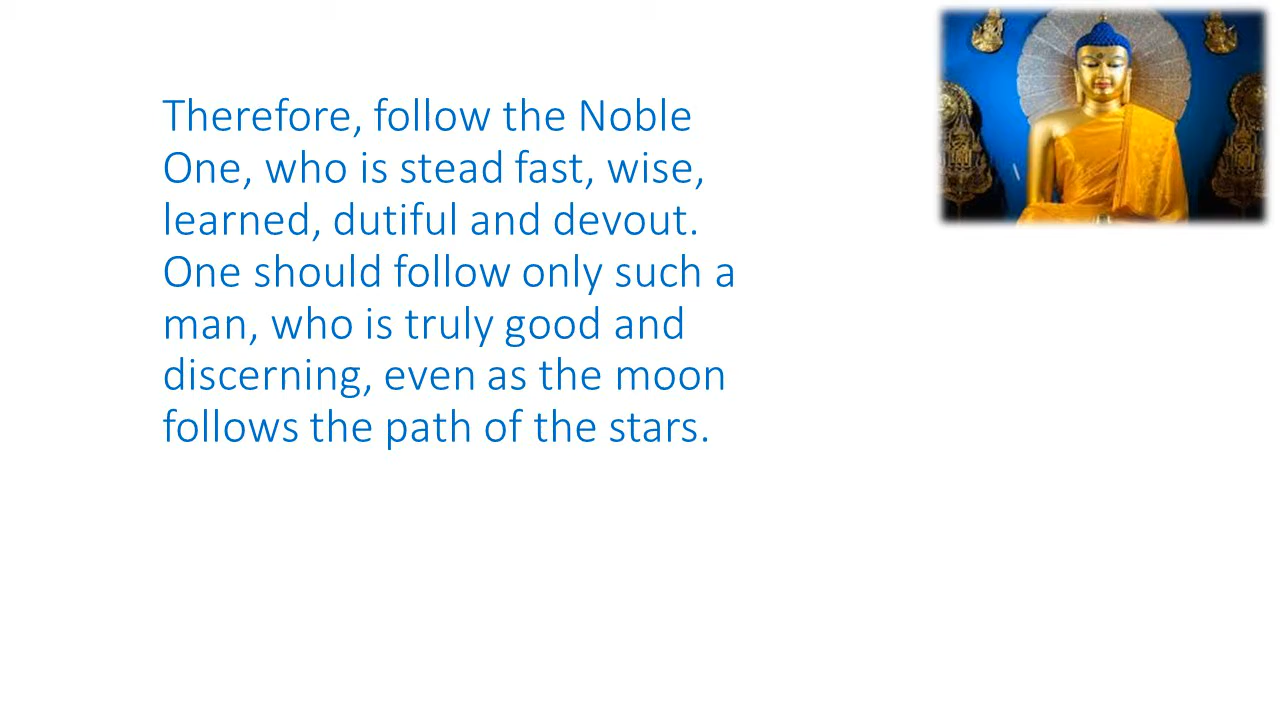 Therefore, follow the Noble
One, who is stead fast, wise,
learned, dutiful and devout.
One should follow only such a
man, who is truly good and
discerning, even as the moon
follows the path of the stars.